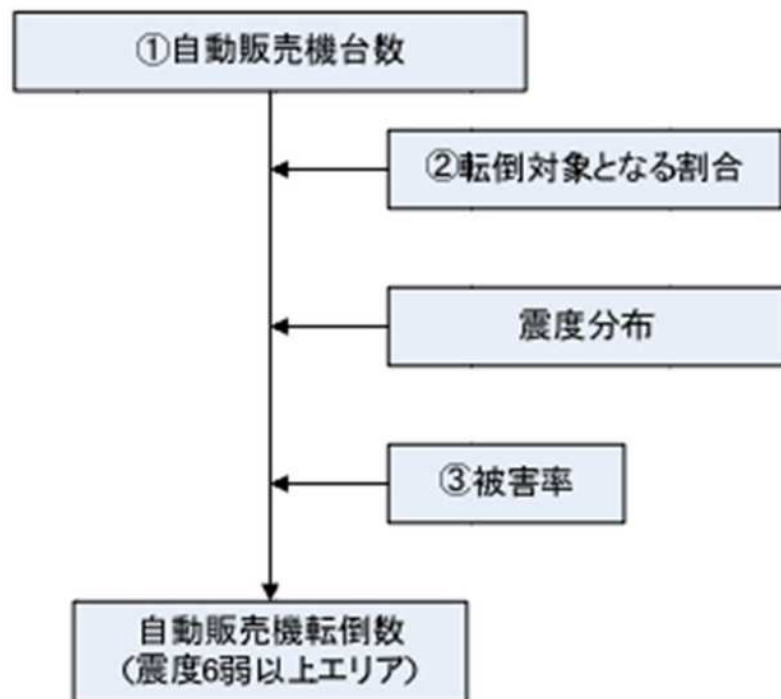 ①自動販売機台数
②転倒対象となる割合
震度分布
③被害率
自動販売機転倒数
（震度6弱以上エリア）